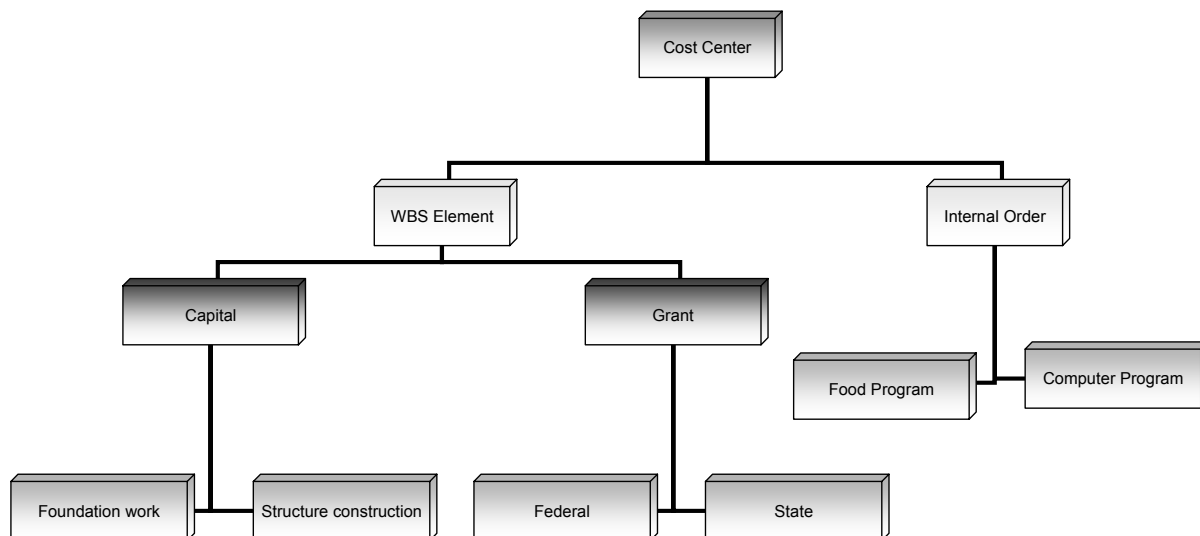 Cost Center
WBS Element
Internal Order
Capital
Grant
Food Program
Computer Program
Foundation work
Structure construction
Federal
State